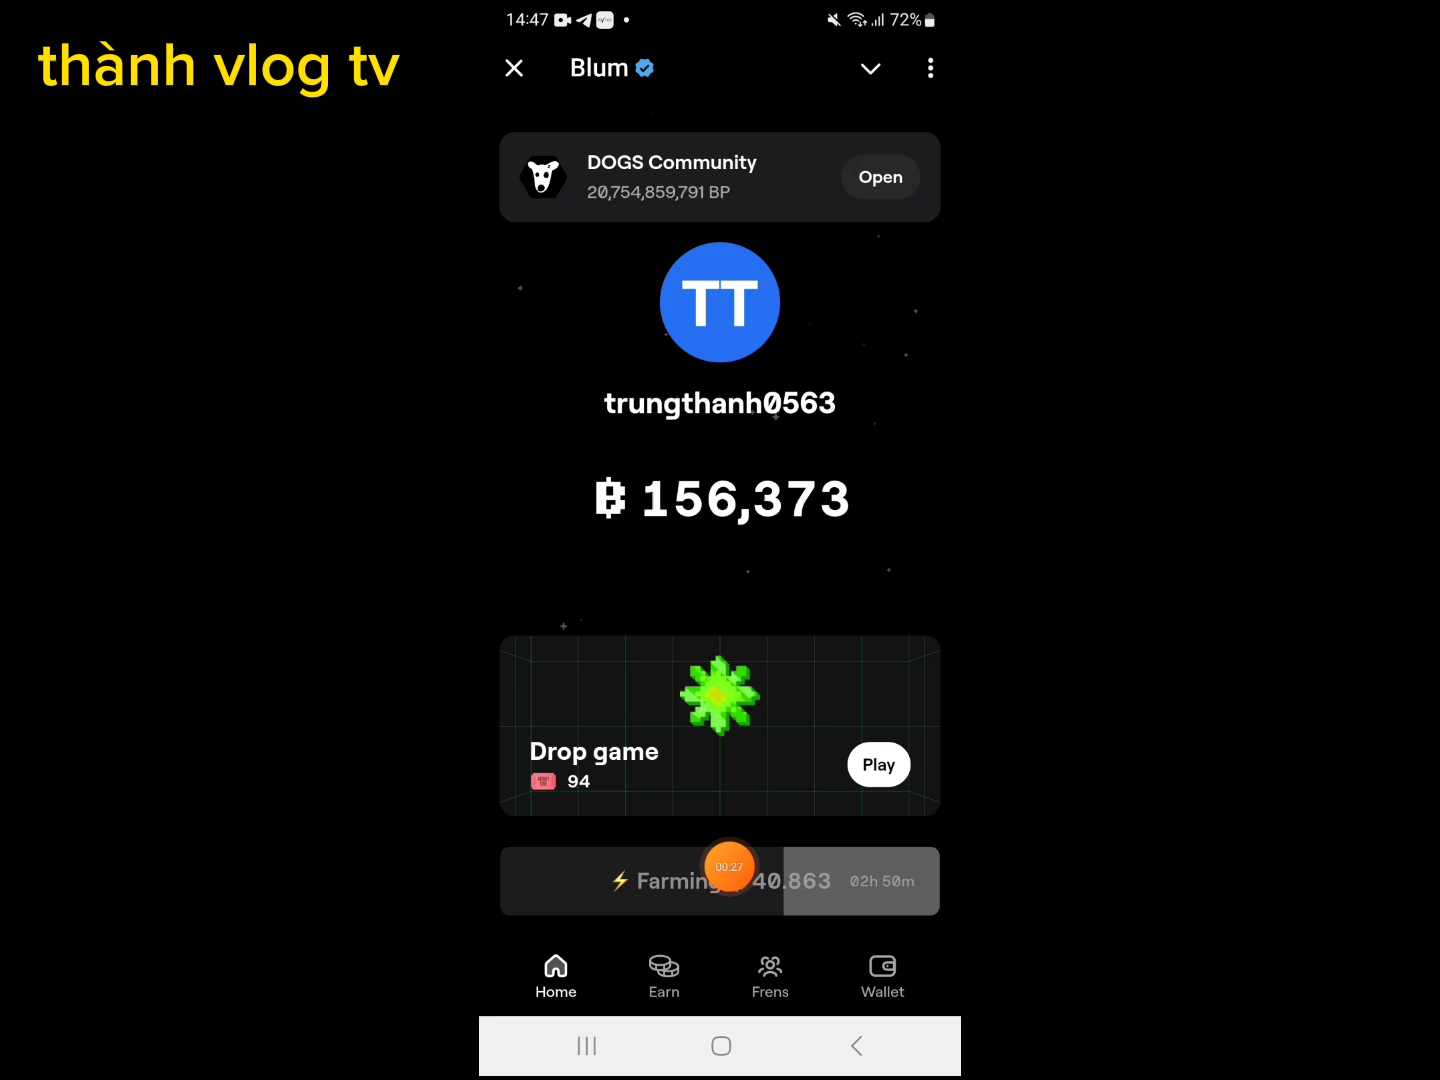 thành vlog tv
14:47
72%
Blum
DOGS Community
20,754,859,791 BP
Open
TT
trungthanh0563
156,373
Drop game
94
Play
Farming
40.863
02h 50m
00:27
Home
Earn
Frens
Wallet